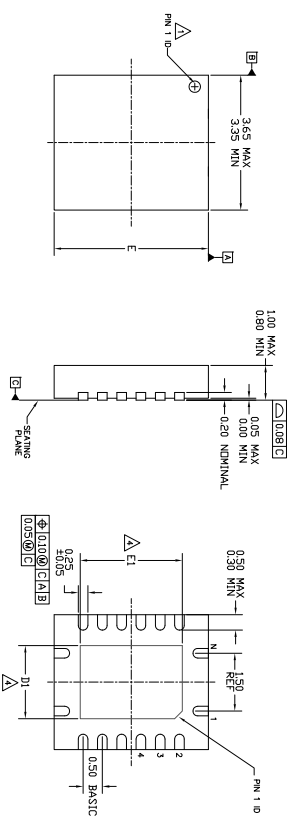 PIN 1 ID
1
B
3.65 MAX
3.35 MIN
A
E
1.00 MAX
0.80 MIN
0.08 C
0.05 MAX
0.00 MIN
0.20 NOMINAL
C
SEATING
PLANE
0.50 MAX
0.30 MIN
1.50
REF
PIN 1 ID
N
1
2
3
4
4
E1
0.25
±0.05
0.10 M C A B
0.05 M C
D1
4
0.50 BASIC